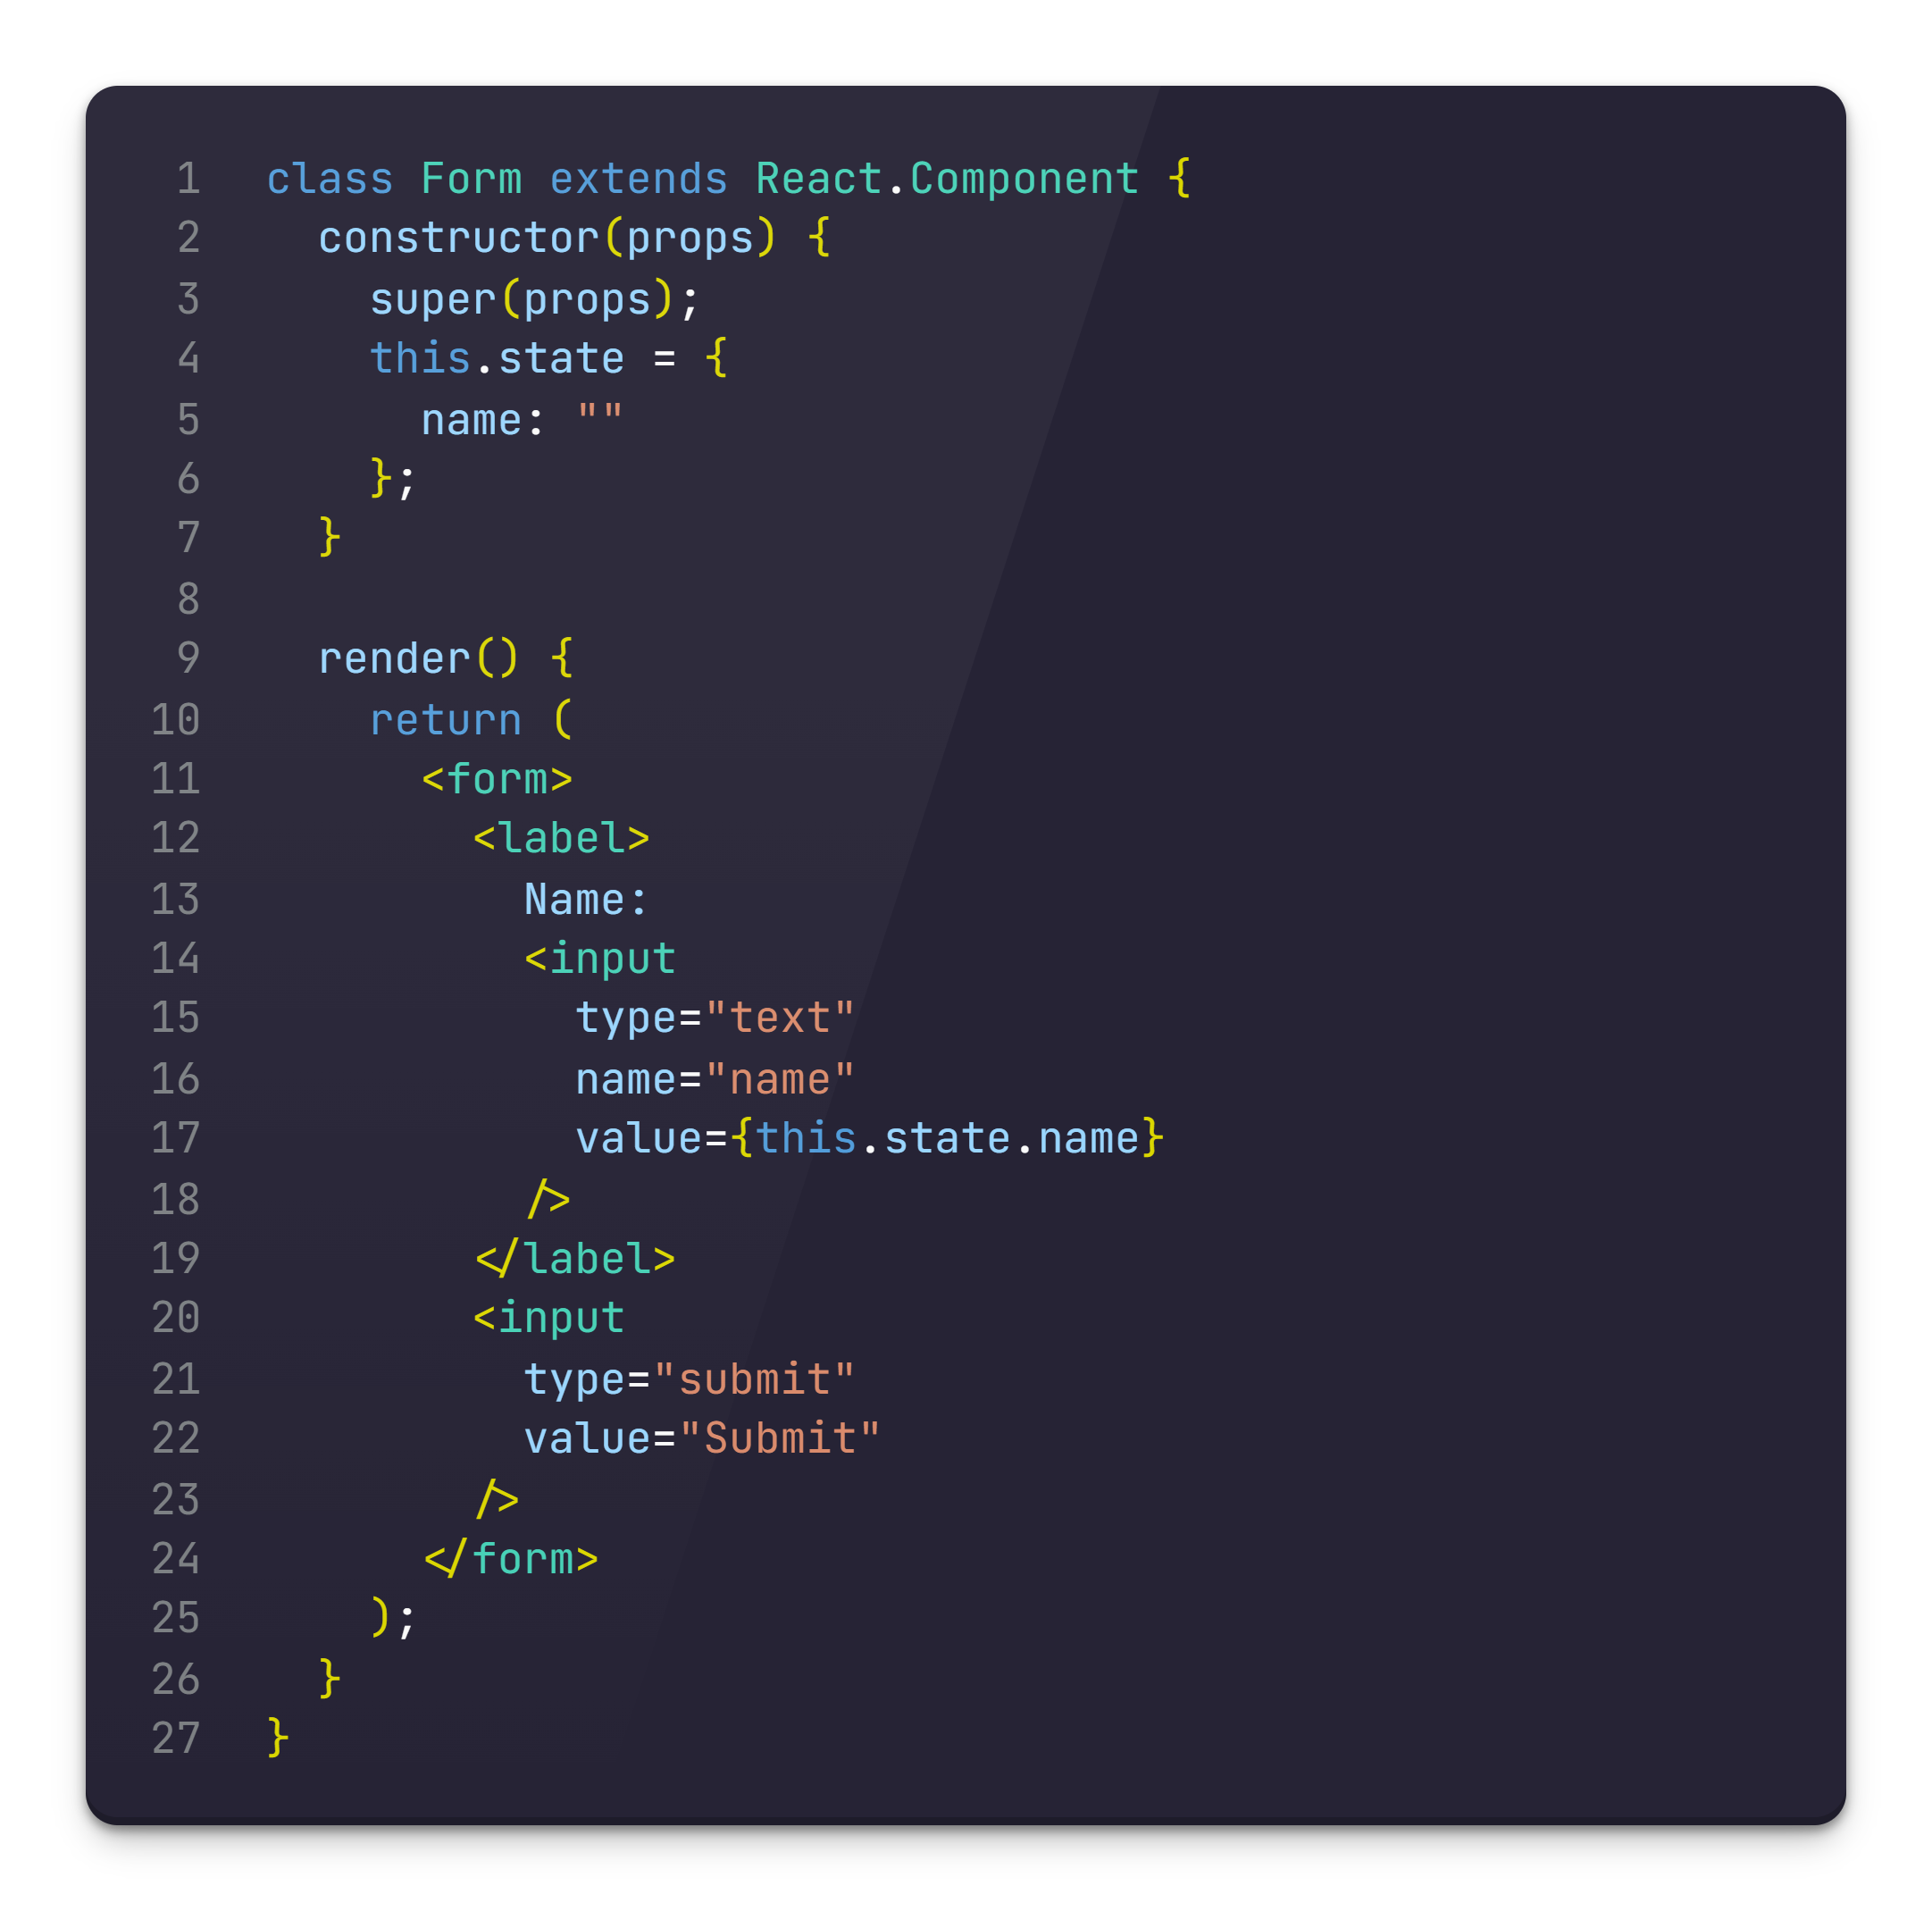 1 class Form extends React.Component {
2   constructor(props) {
3     super(props);
4     this.state = {
5       name: ""
6     };
7   }
8
9   render() {
10     return (
11       <form>
12         <label>
13           Name:
14           <input
15             type="text"
16             name="name"
17             value={this.state.name}
18           />
19         </label>
20         <input
21           type="submit"
22           value="Submit"
23         />
24       </form>
25     );
26   }
27 }